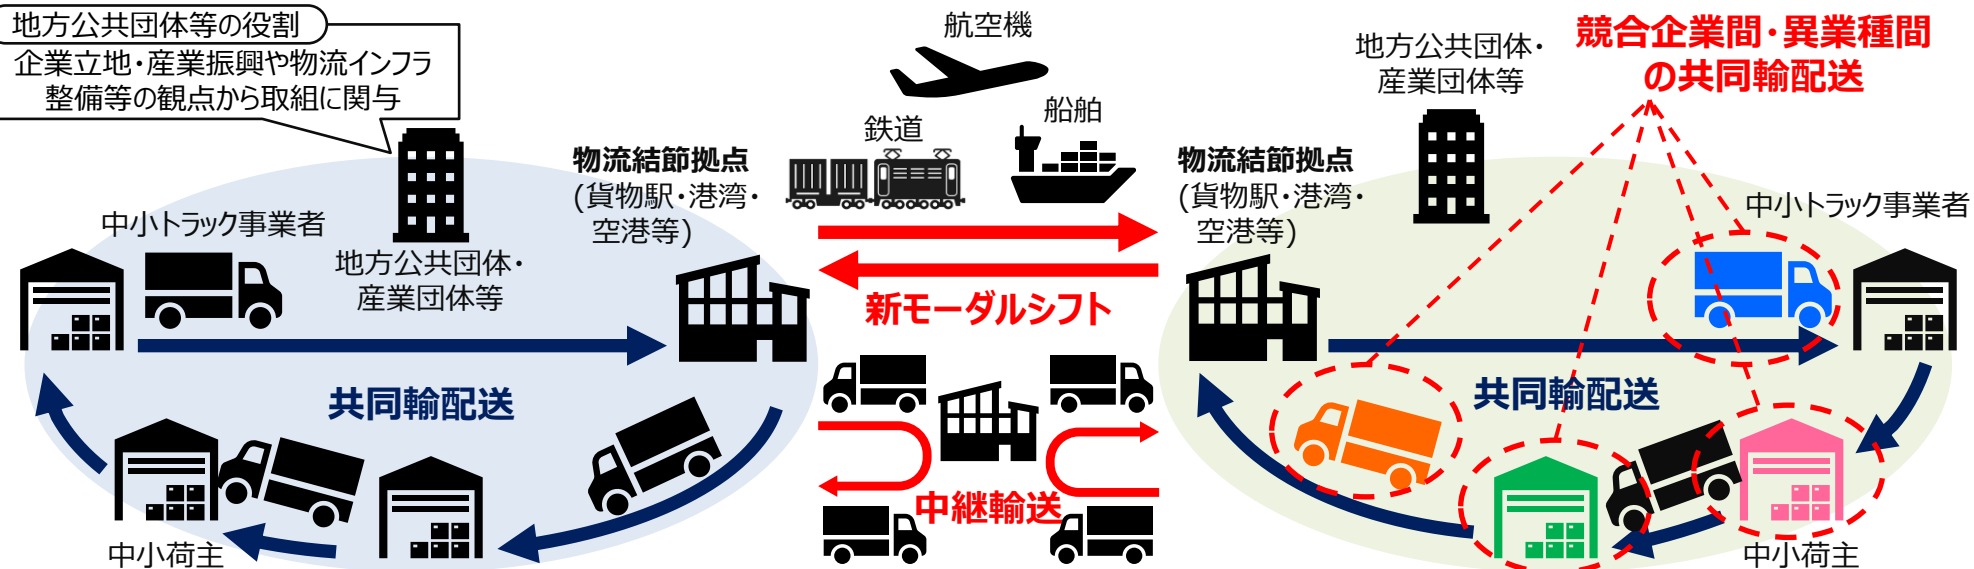 地方公共団体等の役割
企業立地・産業振興や物流インフラ
整備等の観点から取組に関与
中小トラック事業者
地方公共団体・
産業団体等
物流結節拠点
(貨物駅・港湾・
空港等)
共同輸配送
中小荷主
航空機
鉄道
船舶
新モーダルシフト
中継輸送
物流結節拠点
(貨物駅・港湾・
空港等)
地方公共団体・
産業団体等
競合企業間・異業種間
の共同輸配送
中小トラック事業者
共同輸配送
中小荷主